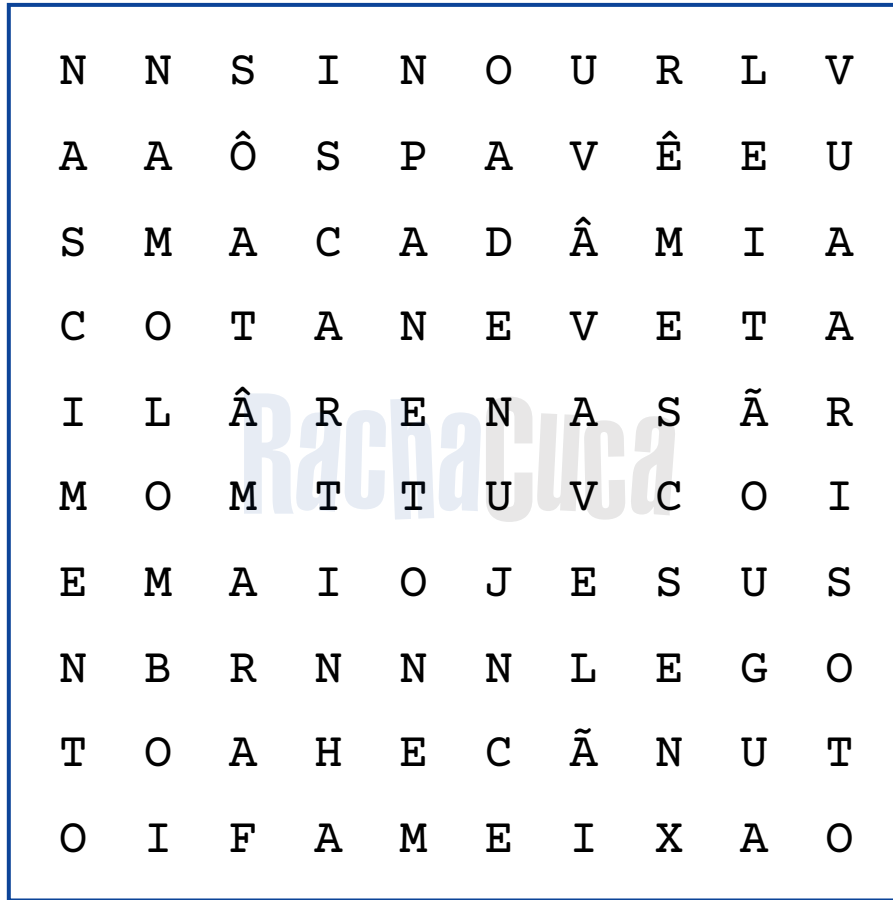 N N S I N O U R L V
A A Ô S P A V Ê E U
S M A C A D Â M I A
C O T A N E V E T A
I L Â R E N A S Ã R
M O M T T U V C O I
E M A I O J E S U S
N B R N N N L E G O
T O A H E C Ã N U T
O I F A M E I X A O
RachaCuca